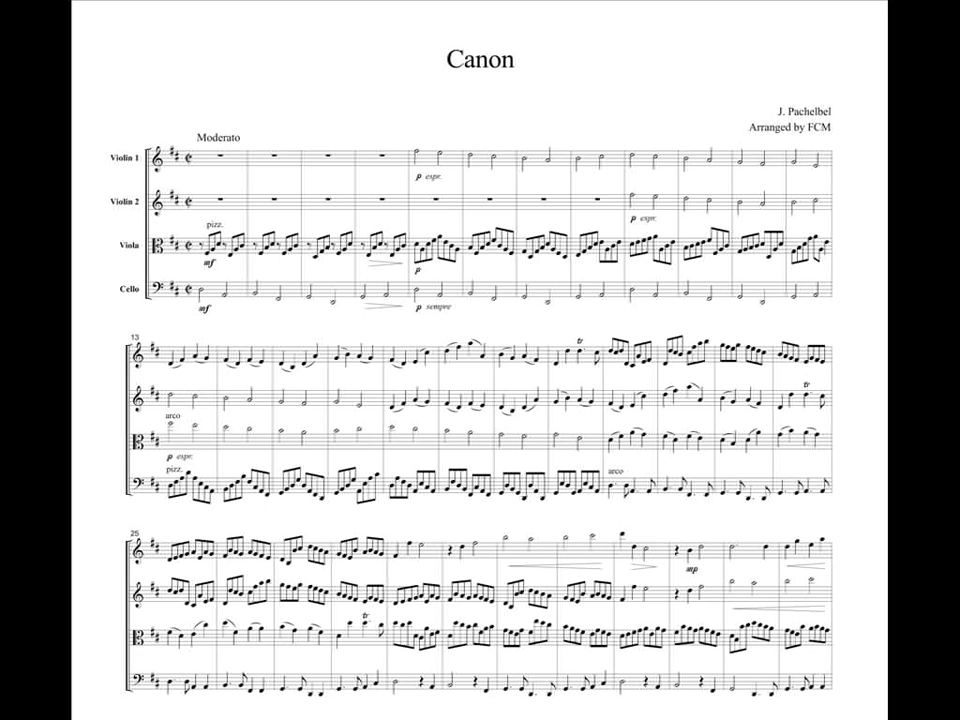 Canon
J. Pachelbel
Arranged by FCM
Moderato
Violin 1
p espr.
Violin 2
p espr.
pizz.
Viola
mf
p
Cello
mf
p sempre
13
tr
tr
arco
p espr.
pizz.
arco
25
mp
tr